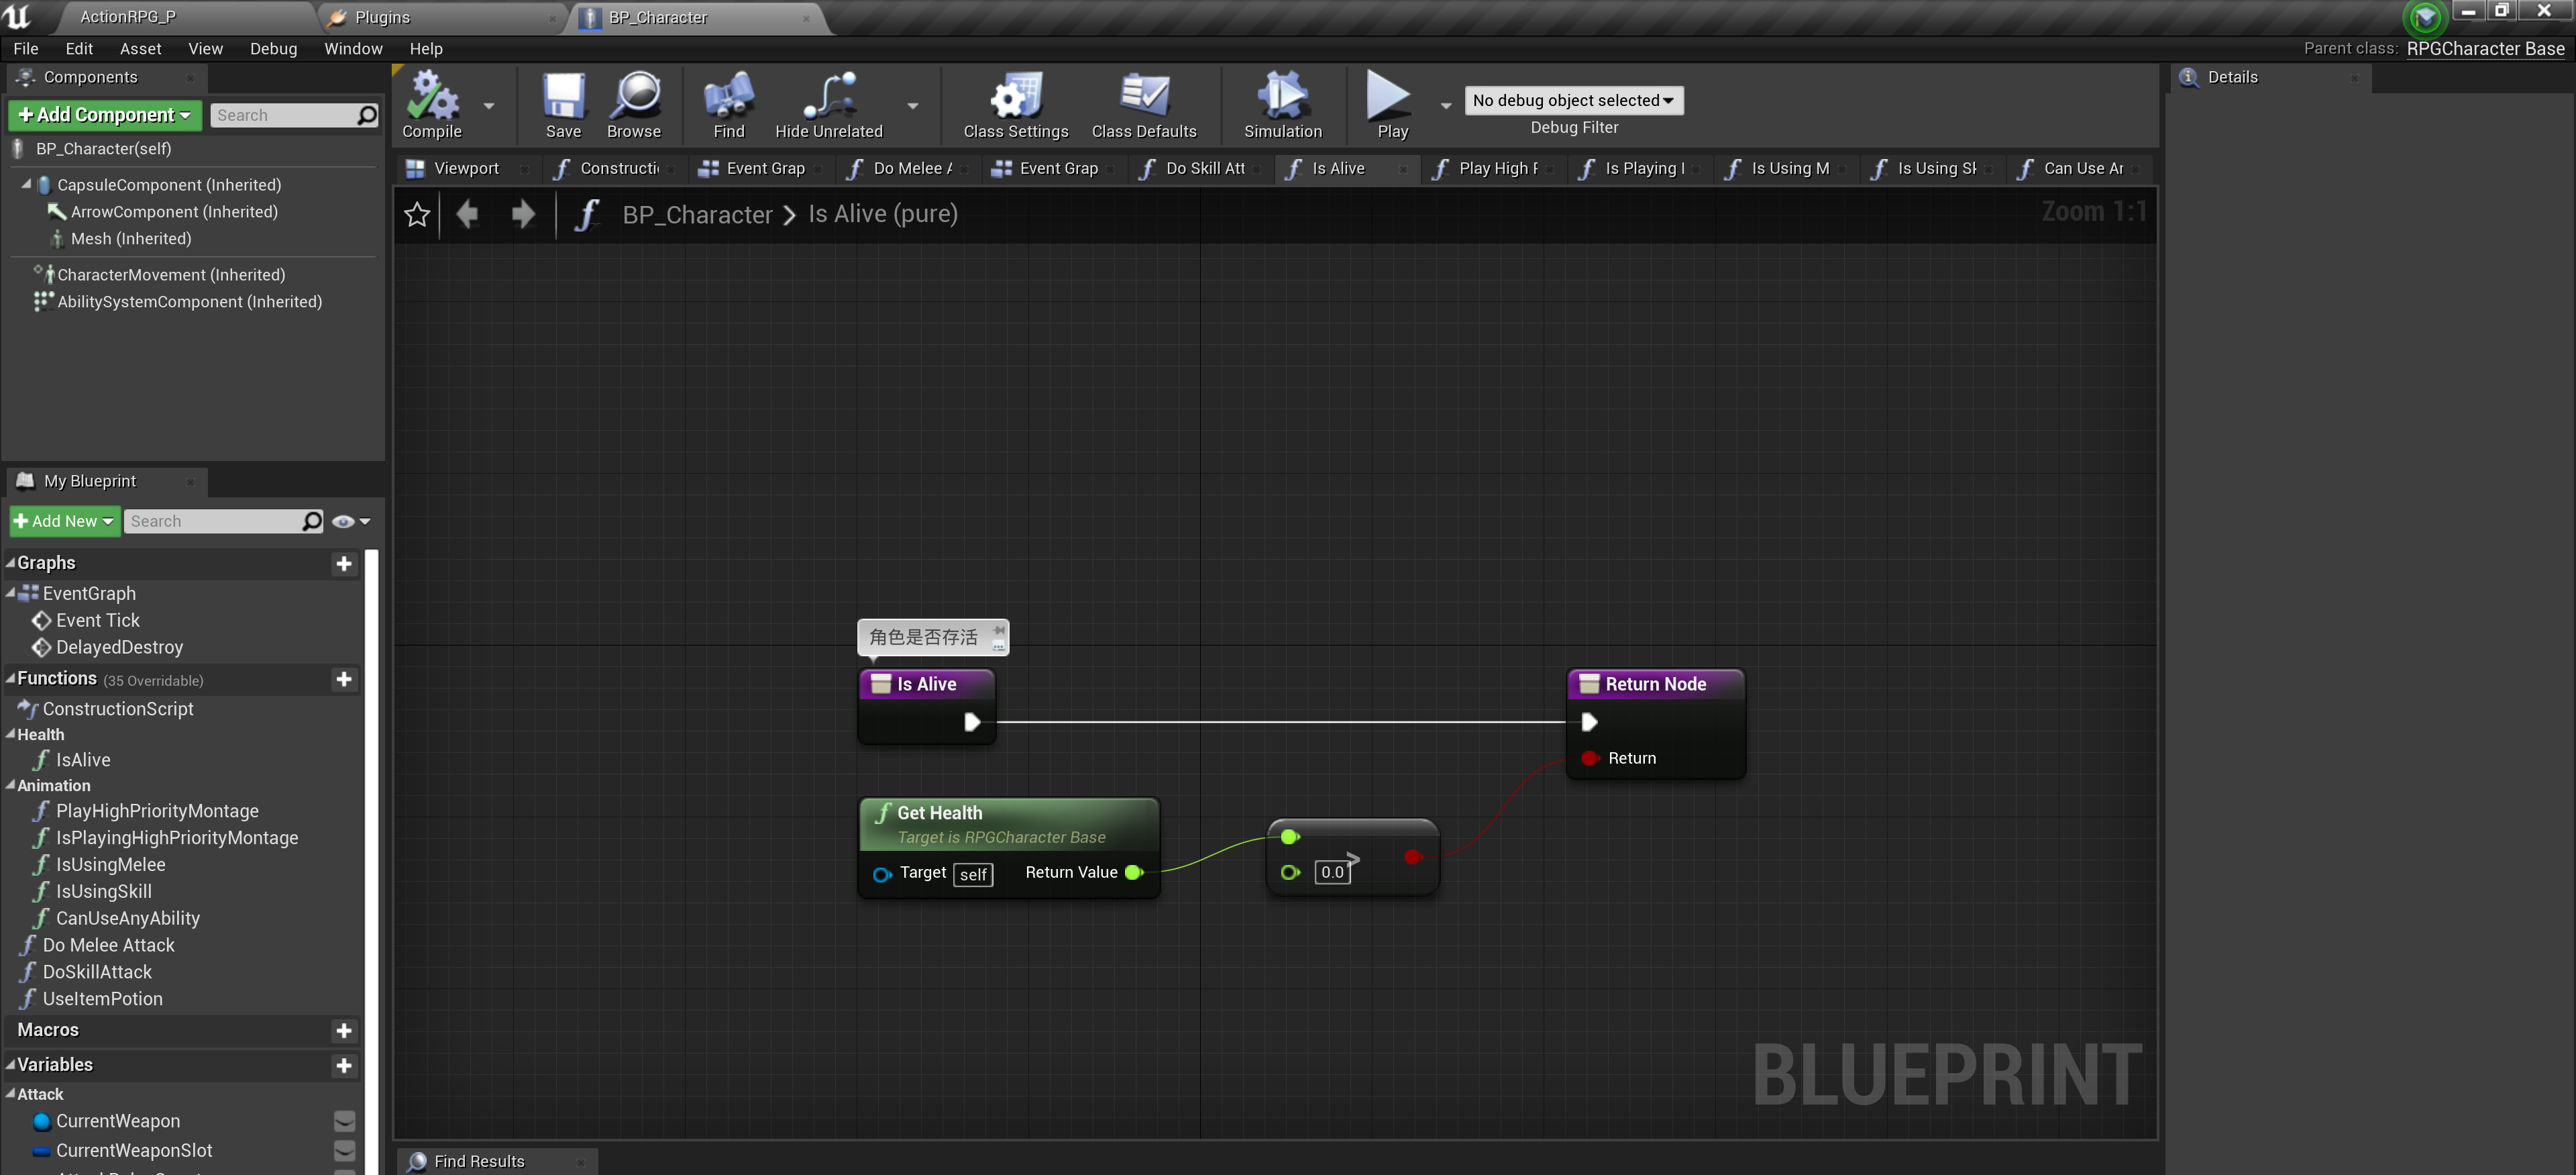 ActionRPG_P
Plugins
BP_Character
File Edit Asset View Debug Window Help
Parent class: RPGCharacter Base
Components
+ Add Component
Search
BP_Character(self)
CapsuleComponent (Inherited)
ArrowComponent (Inherited)
Mesh (Inherited)
CharacterMovement (Inherited)
AbilitySystemComponent (Inherited)
My Blueprint
+ Add New
Search
Graphs
EventGraph
Event Tick
DelayedDestroy
Functions (35 Overridable)
ConstructionScript
Health
IsAlive
Animation
PlayHighPriorityMontage
IsPlayingHighPriorityMontage
IsUsingMelee
IsUsingSkill
CanUseAnyAbility
Do Melee Attack
DoSkillAttack
UseItemPotion
Macros
Variables
Attack
CurrentWeapon
CurrentWeaponSlot
Compile
Save
Browse
Find
Hide Unrelated
Class Settings
Class Defaults
Simulation
Play
No debug object selected
Debug Filter
Viewport
Constructi
Event Grap
Do Melee A
Event Grap
Do Skill Att
Is Alive
Play High
Is Playing
Is Using M
Is Using Sk
Can Use Ar
BP_Character > Is Alive (pure)
Zoom 1:1
角色是否存活
Is Alive
Return Node
Return
Get Health
Target is RPGCharacter Base
Target self
Return Value
>
0.0
BLUEPRINT
Find Results
Details